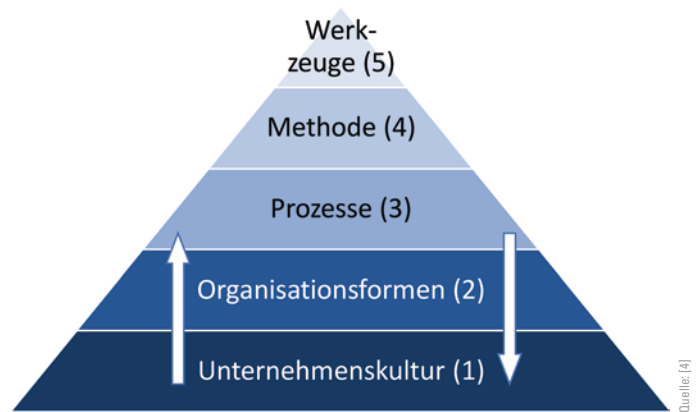 Werk-
zeuge (5)
Methode (4)
Prozesse (3)
Organisationsformen (2)
Unternehmenskultur (1)
Quelle: [4]